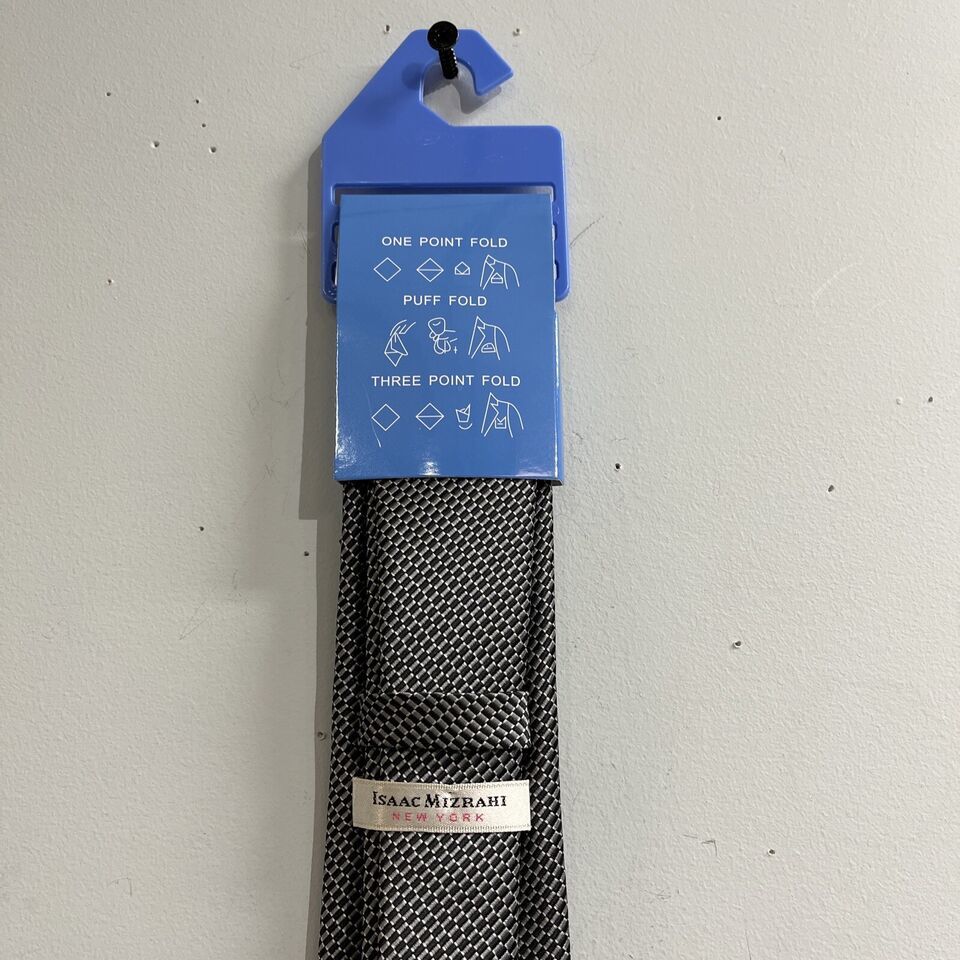 ONE POINT FOLD
PUFF FOLD
THREE POINT FOLD
ISAAC MIZRAHI
NEW YORK